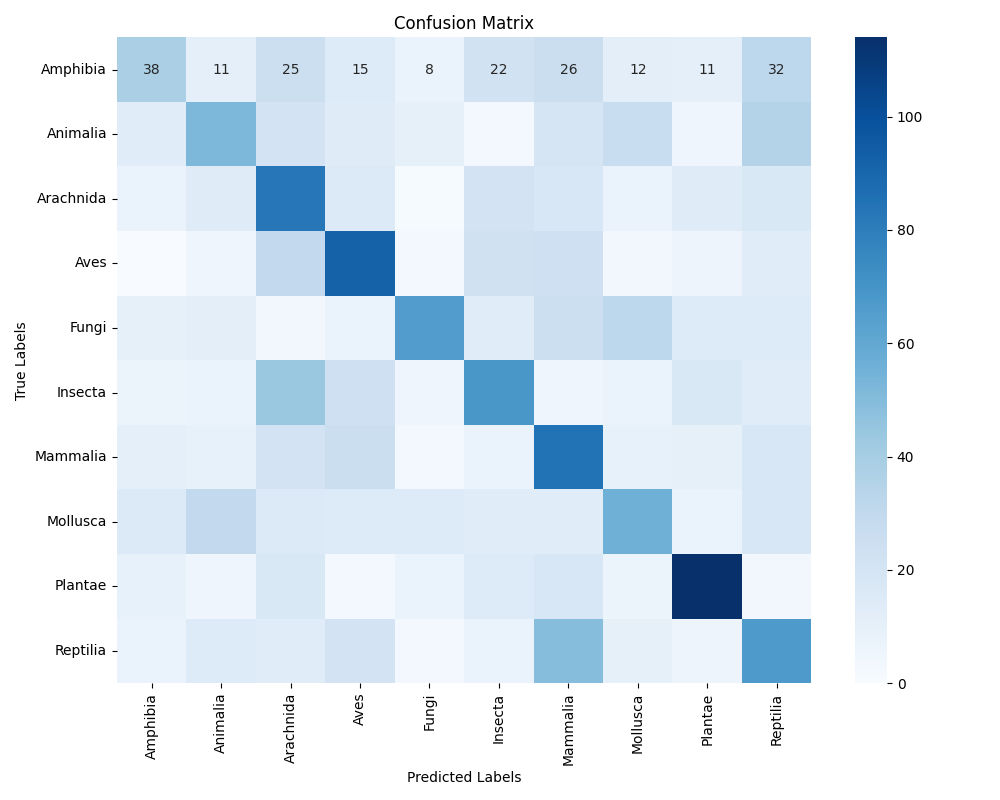 Confusion Matrix
Amphibia 38 11 25 15 8 22 26 12 11 32
Animalia
Arachnida
Aves
Fungi
Insecta
Mammalia
Mollusca
Plantae
Reptilia
True Labels
Amphibia Animalia Arachnida Aves Fungi Insecta Mammalia Mollusca Plantae Reptilia
Predicted Labels
100
80
60
40
20
0